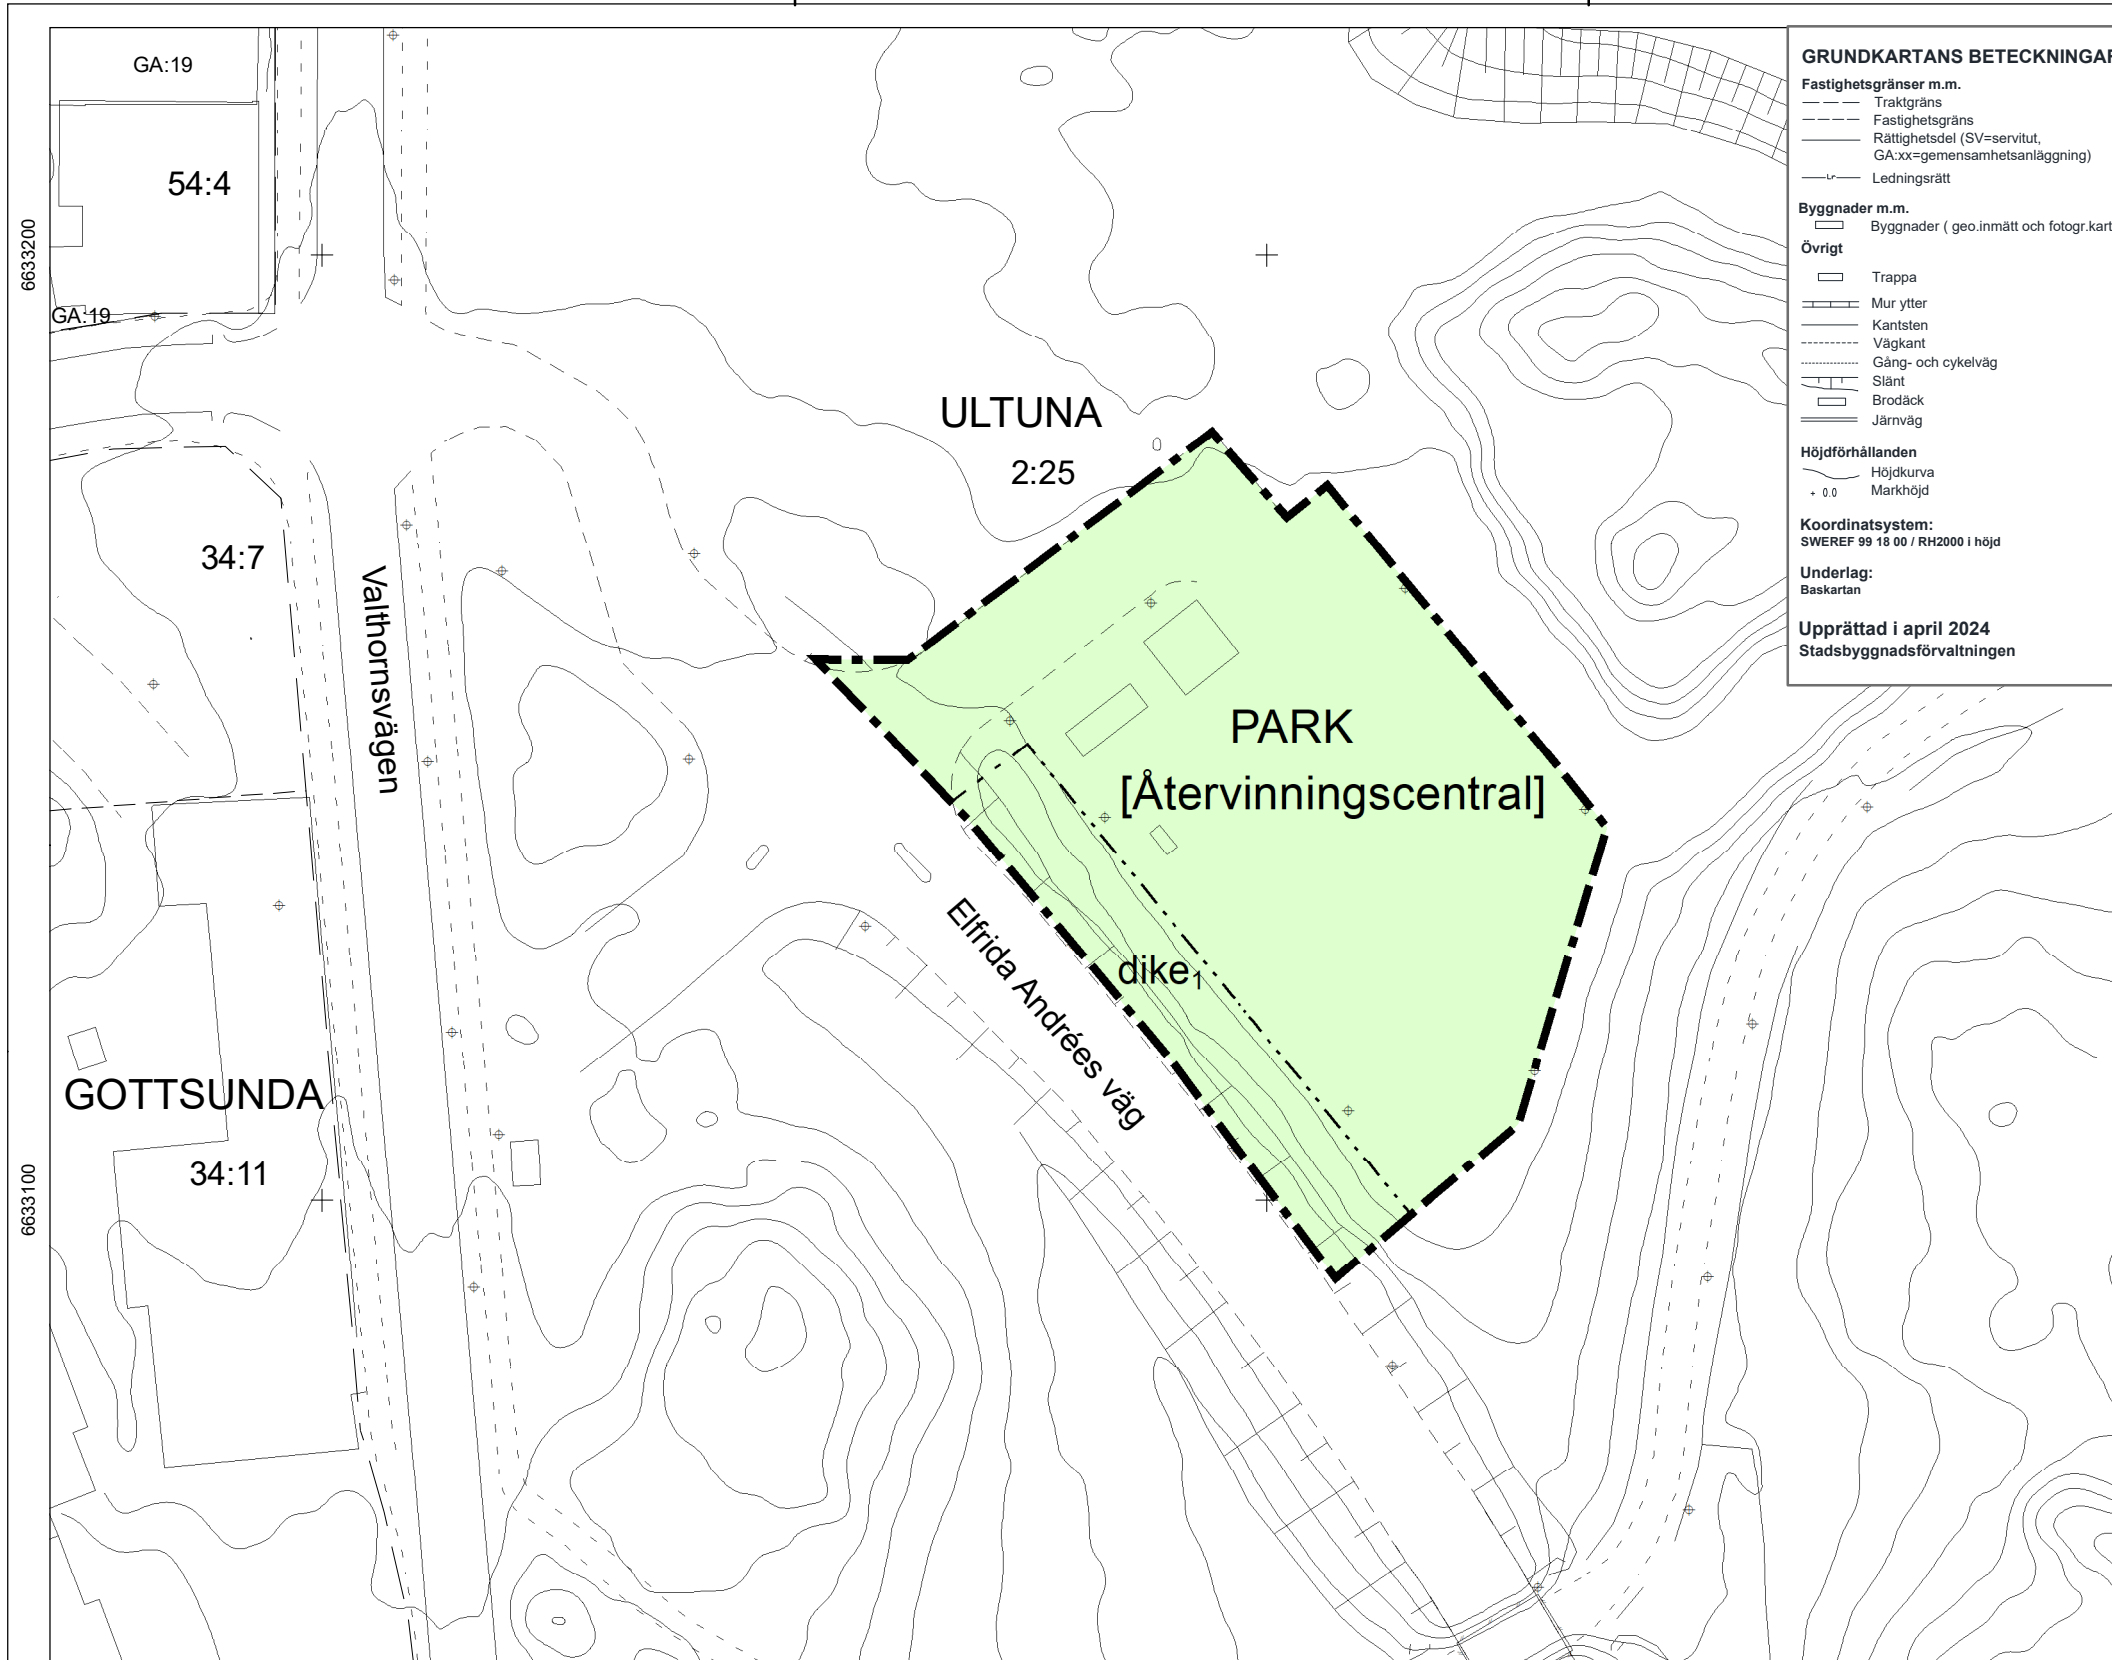 GA:19
54:4
6633200
GA:19
ULTUNA
2:25
34:7
Valthornsvägen
PARK
[Återvinningscentral]
Elfrida Andrées väg
dike₁
GOTTSUNDA
34:11
6633100
GRUNDKARTANS BETECKNINGAR
Fastighetsgränser m.m.
Traktgräns
Fastighetsgräns
Rättighetsdel (SV=servitut,
GA:xx=gemensamhetsanläggning)
Lr Ledningsrätt
Byggnader m.m.
Byggnader ( geo.inmätt och fotogr.kart
Övrigt
Trappa
Mur ytter
Kantsten
Vägkant
Gång- och cykelväg
Slänt
Brodäck
Järnväg
Höjdförhållanden
Höjdkurva
+ 0.0 Markhöjd
Koordinatsystem:
SWEREF 99 18 00 / RH2000 i höjd
Underlag:
Baskartan
Upprättad i april 2024
Stadsbyggnadsförvaltningen